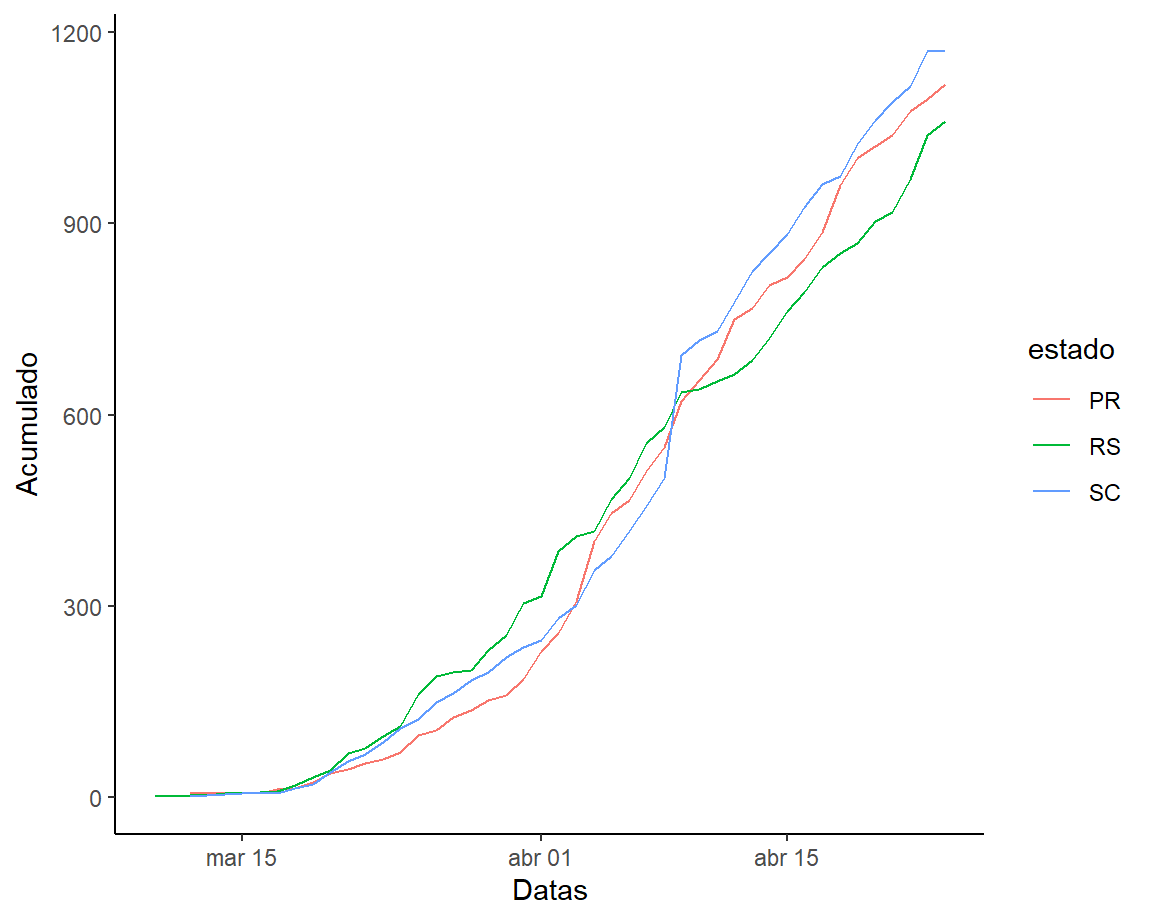 1200
900
600
300
0
Acumulado
mar 15
abr 01
abr 15
Datas
estado
PR
RS
SC